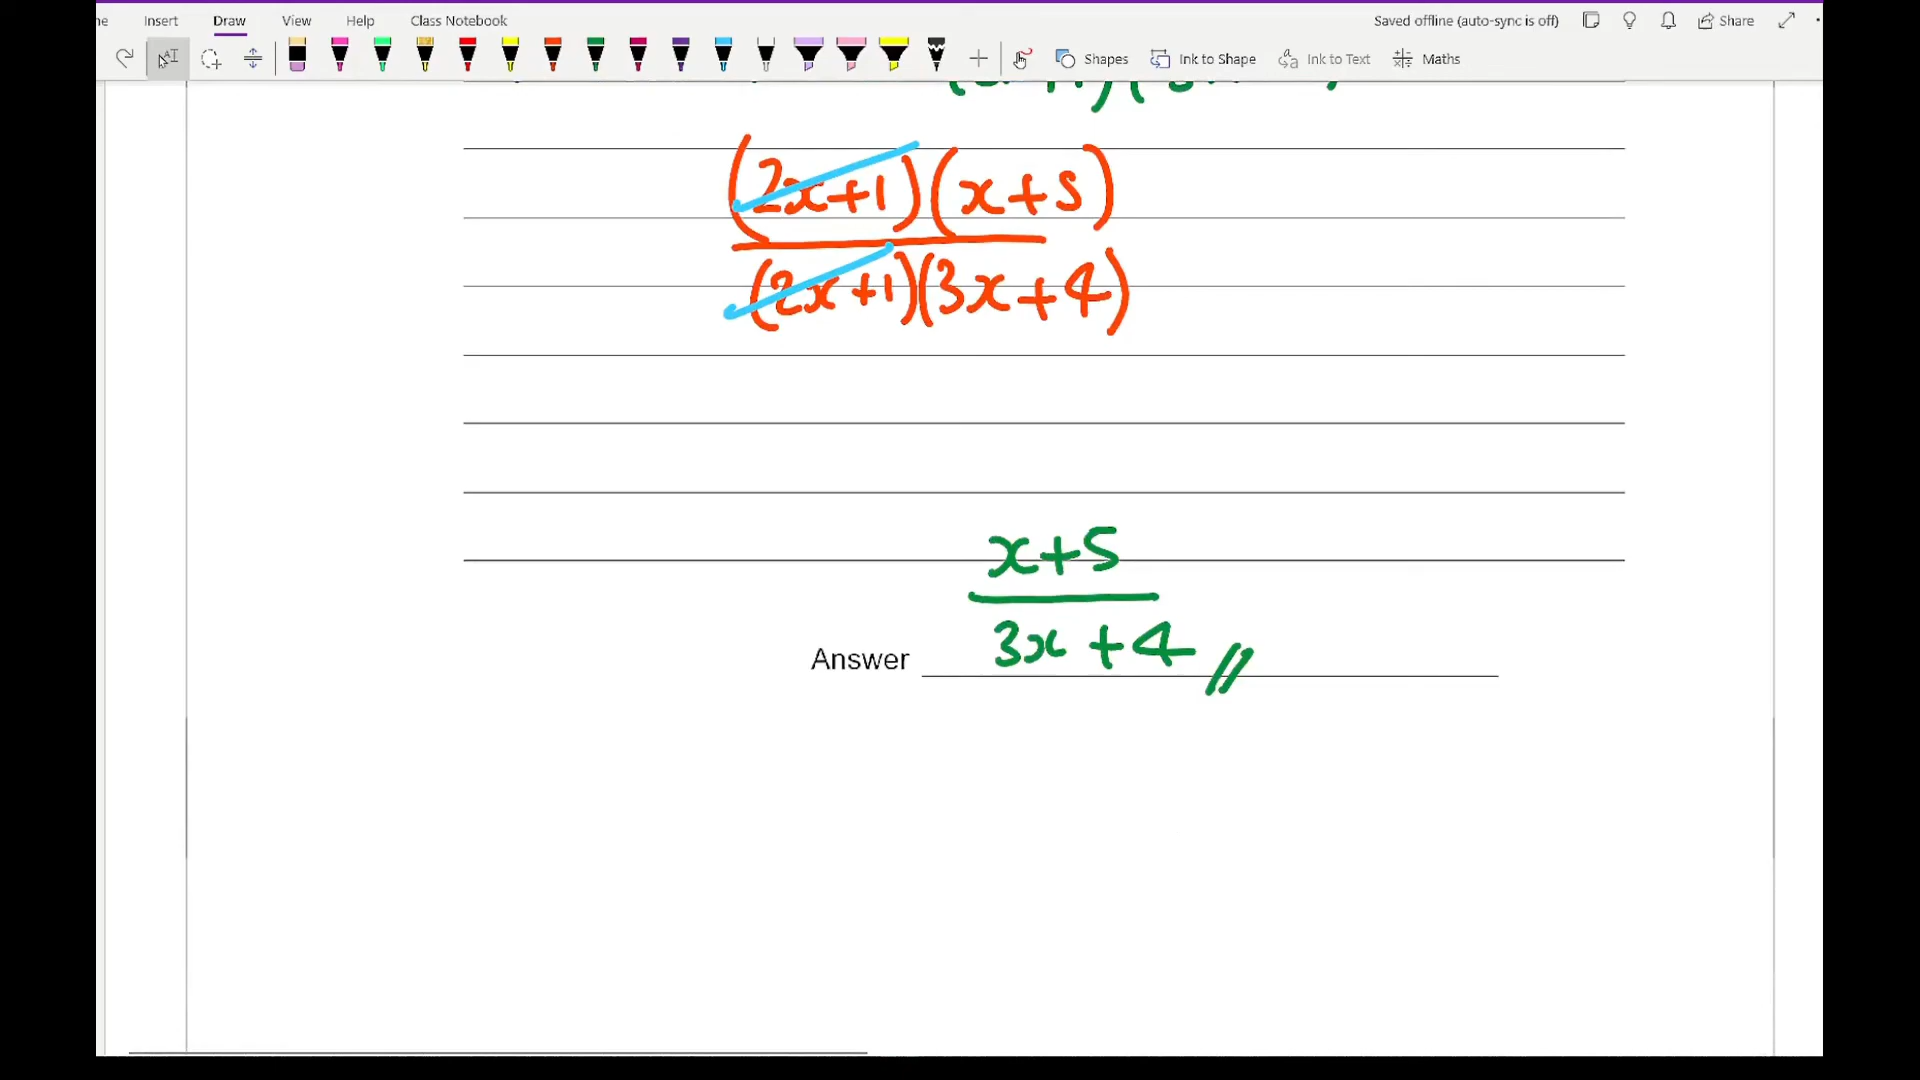 Insert Draw View Help Class Notebook Saved offline (auto-sync is off) Share
Shapes Ink to Shape Ink to Text Maths
(2x+1)(x+5)
(2x+1)(3x+4)
x+5
3x+4
Answer